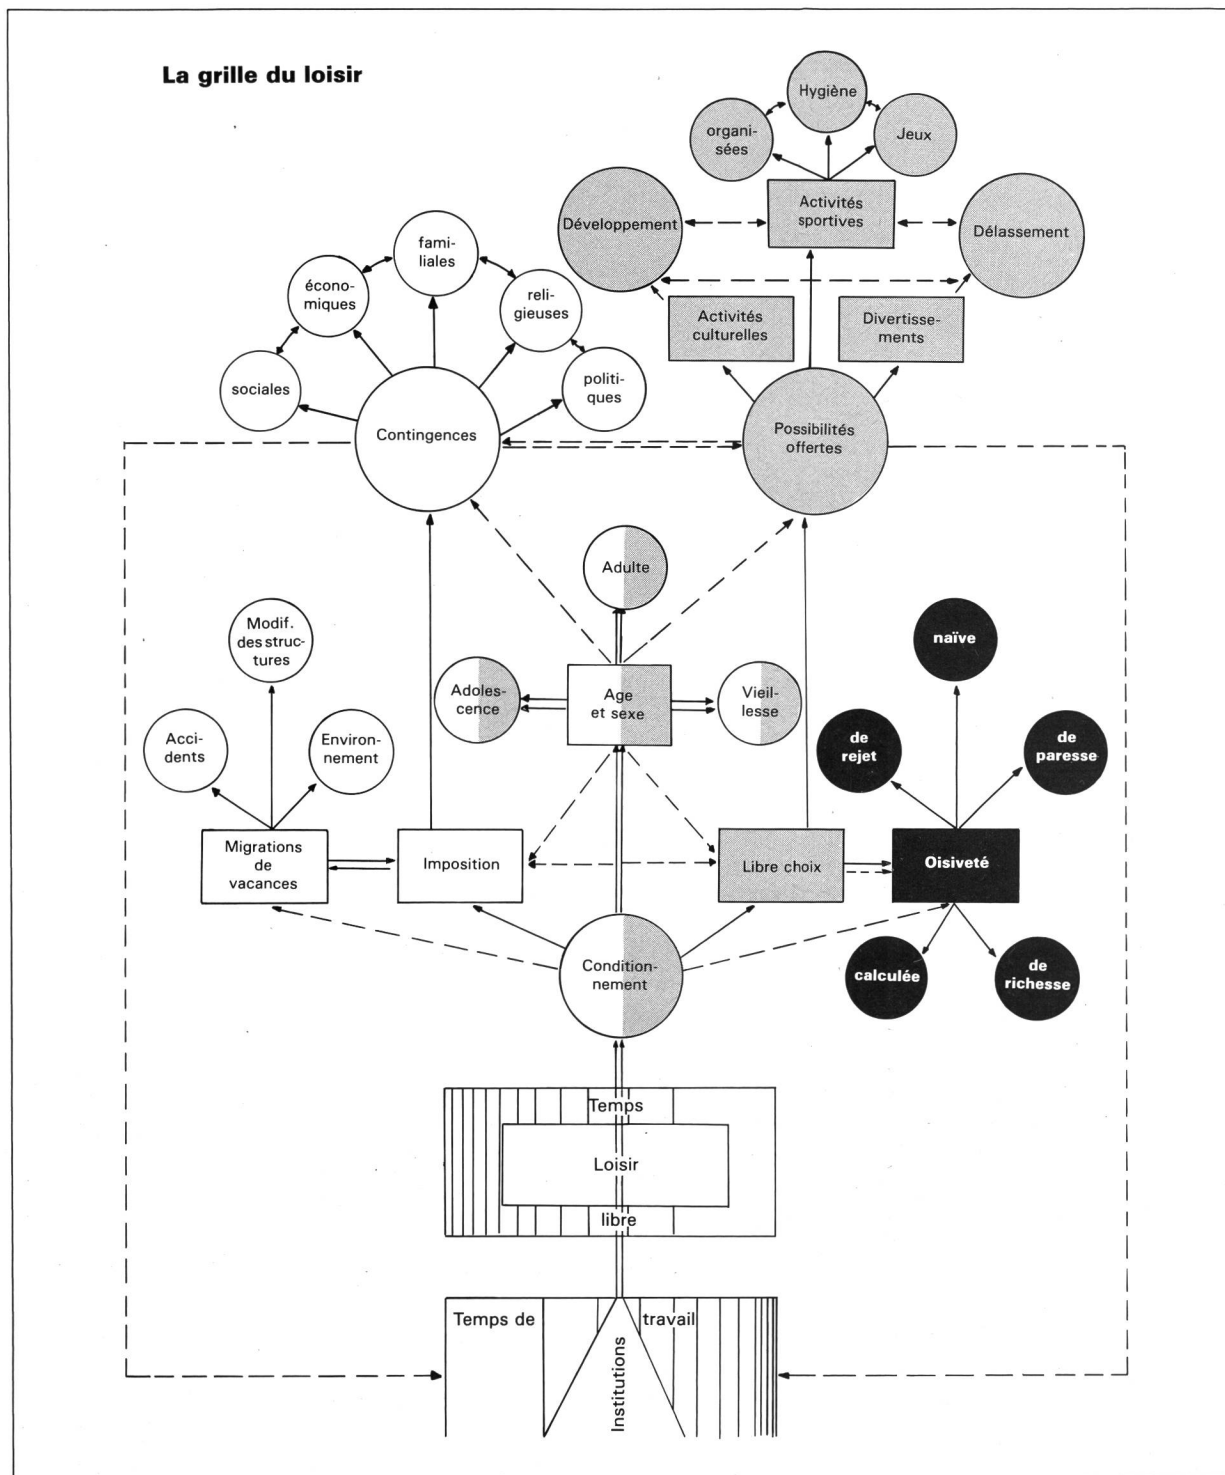 La grille du loisir
Hygiène
organi-
sées
Jeux
Activités
sportives
Développement
Délassement
fami-
liales
écono-
miques
reli-
gieuses
Activités
culturelles
Divertisse-
ments
sociales
politi-
ques
Contingences
Possibilités
offertes
Adulte
Modif.
des struc-
tures
naïve
Adoles-
cence
Age
et sexe
Vieil-
lesse
Acci-
dents
Environ-
nement
de
rejet
de
paresse
Migrations
de
vacances
Imposition
Libre choix
Oisiveté
Condition-
nement
calculée
de
richesse
Temps
Loisir
libre
Temps de
travail
Institutions